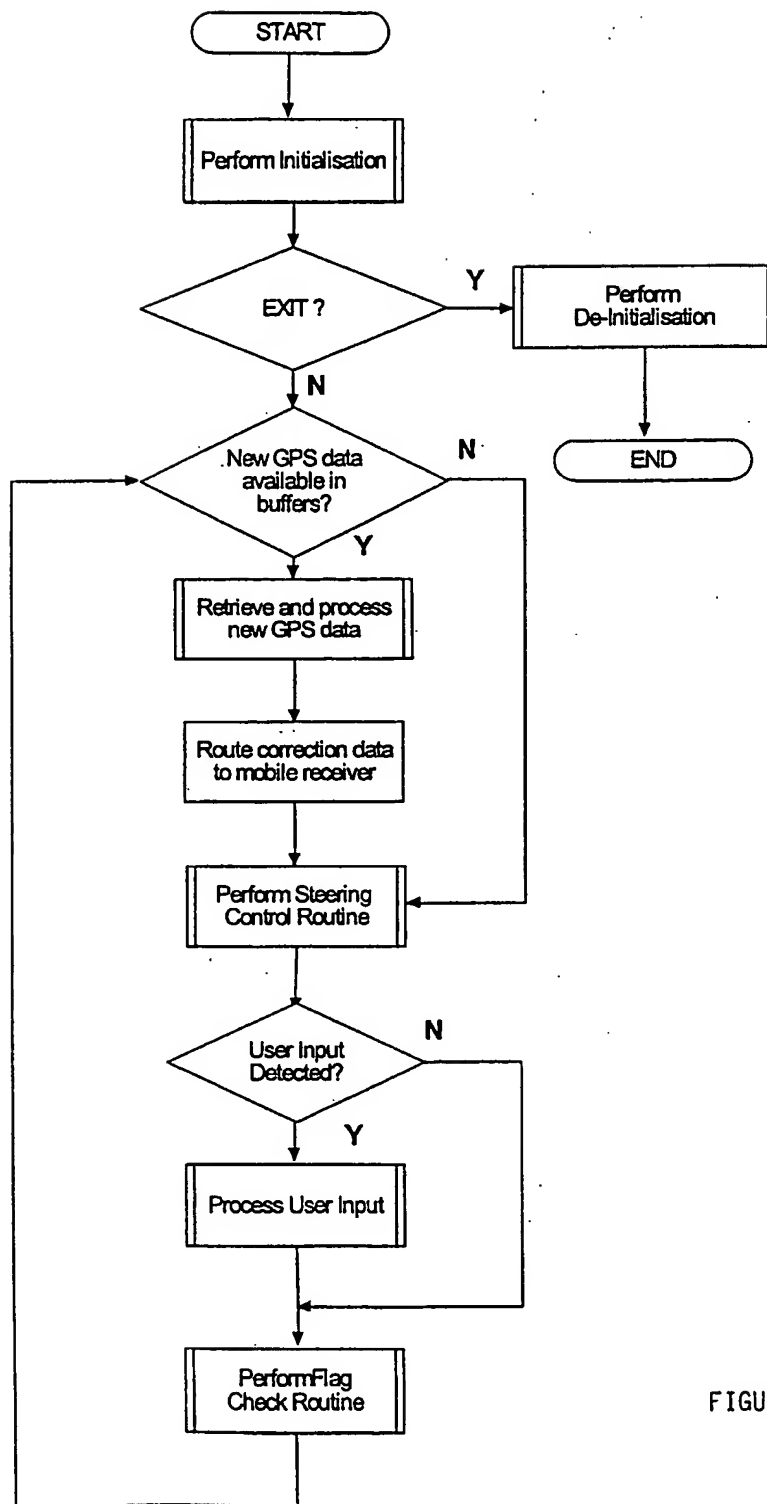 START
Perform Initialisation
EXIT ?
Y
Perform
De-Initialisation
N
END
New GPS data
available in
buffers?
N
Y
Retrieve and process
new GPS data
Route correction data
to mobile receiver
Perform Steering
Control Routine
User Input
Detected?
N
Y
Process User Input
PerformFlag
Check Routine
FIGU